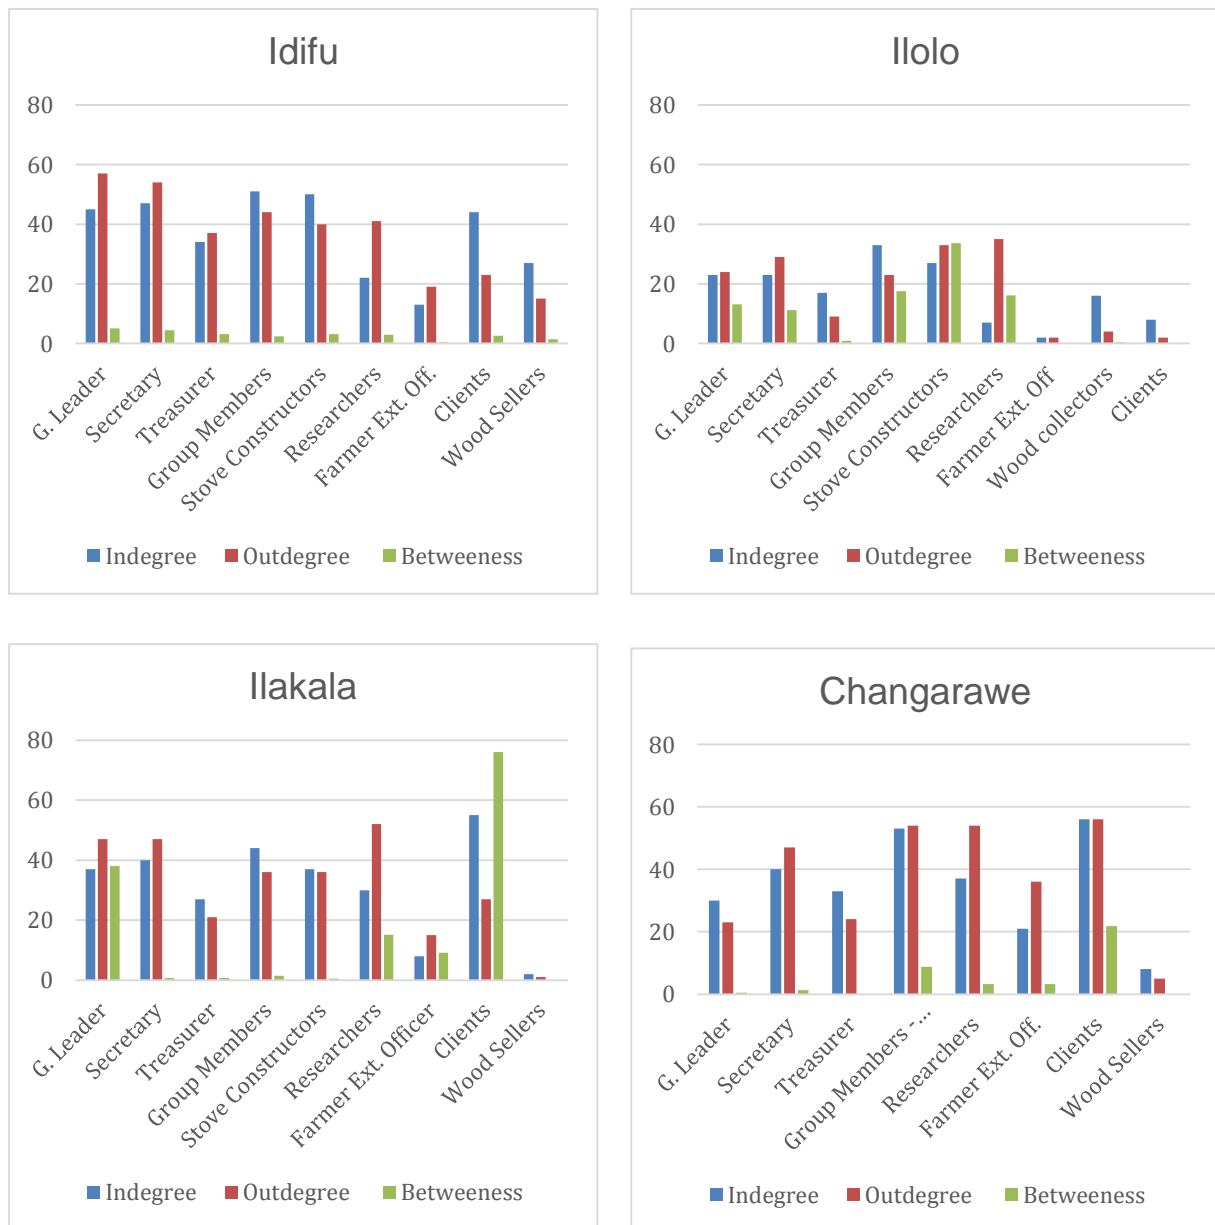 Idifu
80
60
40
20
0
G. Leader
Secretary
Treasurer
Group Members
Stove Constructors
Researchers
Farmer Ext. Off.
Clients
Wood Sellers
Indegree Outdegree Betweeness
Ilolo
80
60
40
20
0
G. Leader
Secretary
Treasurer
Group Members
Stove Constructors
Researchers
Farmer Ext. Off
Wood collectors
Clients
Indegree Outdegree Betweeness
Ilakala
80
60
40
20
0
G. Leader
Secretary
Treasurer
Group Members
Stove Constructors
Researchers
Farmer Ext. Officer
Clients
Wood Sellers
Indegree Outdegree Betweeness
Changarawe
80
60
40
20
0
G. Leader
Secretary
Treasurer
Group Members -...
Researchers
Farmer Ext. Off.
Clients
Wood Sellers
Indegree Outdegree Betweeness